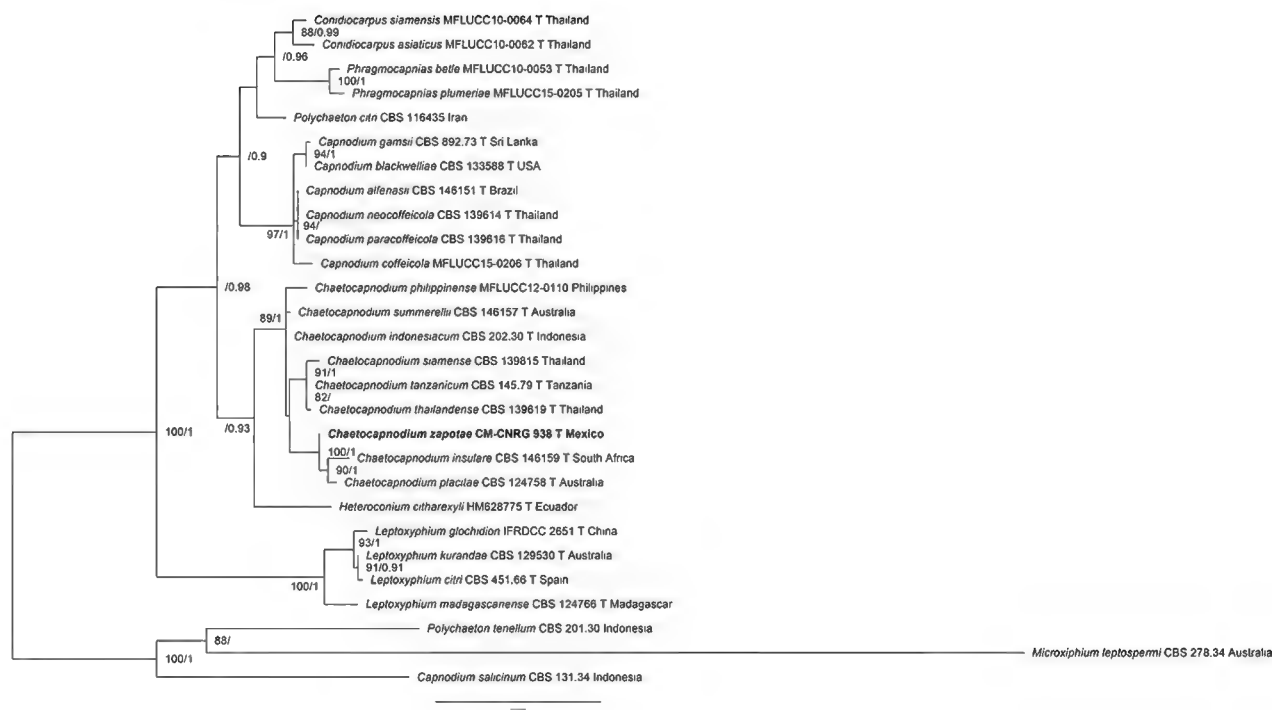 Conidiocarpus siamensis MFLUCC10-0064 T Thailand
88/0.99
Conidiocarpus asiaticus MFLUCC10-0062 T Thailand
/0.96
Phragmocapnias betle MFLUCC10-0053 T Thailand
100/1
Phragmocapnias plumeriae MFLUCC15-0205 T Thailand
Polychaeton citri CBS 116435 Iran
/0.9
Capnodium gamsii CBS 892.73 T Sri Lanka
94/1
Capnodium blackwelliae CBS 133588 T USA
Capnodium alfenasii CBS 146151 T Brazil
Capnodium neocoffeicola CBS 139614 T Thailand
94/
97/1
Capnodium paracoffeicola CBS 139616 T Thailand
Capnodium coffeicola MFLUCC15-0206 T Thailand
/0.98
Chaetocapnodium philippinense MFLUCC12-0110 Philippines
89/1
Chaetocapnodium summerellii CBS 146157 T Australia
Chaetocapnodium indonesiacum CBS 202.30 T Indonesia
Chaetocapnodium siamense CBS 139815 Thailand
91/1
Chaetocapnodium tanzanicum CBS 145.79 T Tanzania
82/
Chaetocapnodium thailandense CBS 139619 T Thailand
/0.93
100/1
Chaetocapnodium zapotae CM-CNRG 938 T Mexico
100/1
Chaetocapnodium insulare CBS 146159 T South Africa
90/1
Chaetocapnodium placitae CBS 124758 T Australia
Heteroconium citharexyli HM628775 T Ecuador
Leptoxyphium glochidion IFRDCC 2651 T China
93/1
Leptoxyphium kurandae CBS 129530 T Australia
91/0.91
Leptoxyphium citri CBS 451.66 T Spain
100/1
Leptoxyphium madagascanense CBS 124766 T Madagascar
Polychaeton tenellum CBS 201.30 Indonesia
88/
Microxiphium leptospermi CBS 278.34 Australia
100/1
Capnodium salicinum CBS 131.34 Indonesia